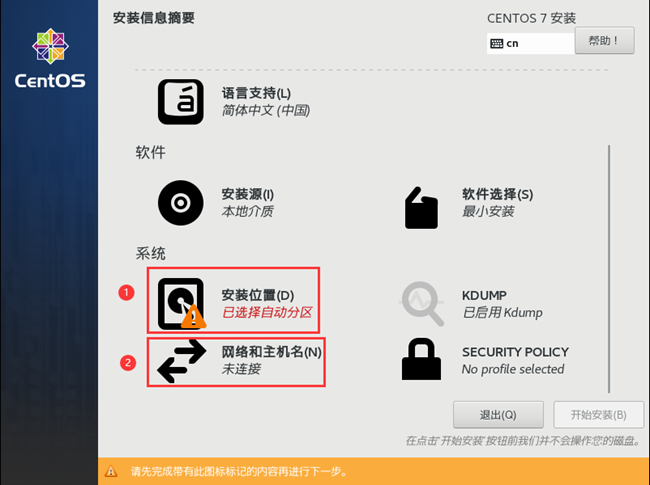 安装信息摘要
CENTOS 7 安装
cn
帮助！
CentOS
语言支持(L)
简体中文 (中国)
软件
安装源(I)
本地介质
软件选择(S)
最小安装
系统
1
安装位置(D)
已选择自动分区
KDUMP
已启用 Kdump
2
网络和主机名(N)
未连接
SECURITY POLICY
No profile selected
退出(Q)
开始安装(B)
在点击'开始安装'按钮前我们并不会操作您的磁盘。
请先完成带有此图标标记的内容再进行下一步。